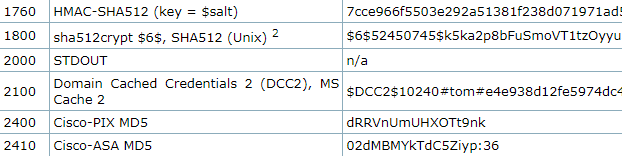 1760 HMAC-SHA512 (key = $salt) 7cce966f5503e292a51381f238d071971ad5
1800 sha512crypt $6$, SHA512 (Unix) 2 $6$52450745$k5ka2p8bFuSmoVT1tzOyyu
2000 STDOUT n/a
2100 Domain Cached Credentials 2 (DCC2), MS Cache 2 $DCC2$10240#tom#e4e938d12fe5974dc4
2400 Cisco-PIX MD5 dRRVnUmUHXOTt9nk
2410 Cisco-ASA MD5 02dMBMYkTdC5Ziyp:36